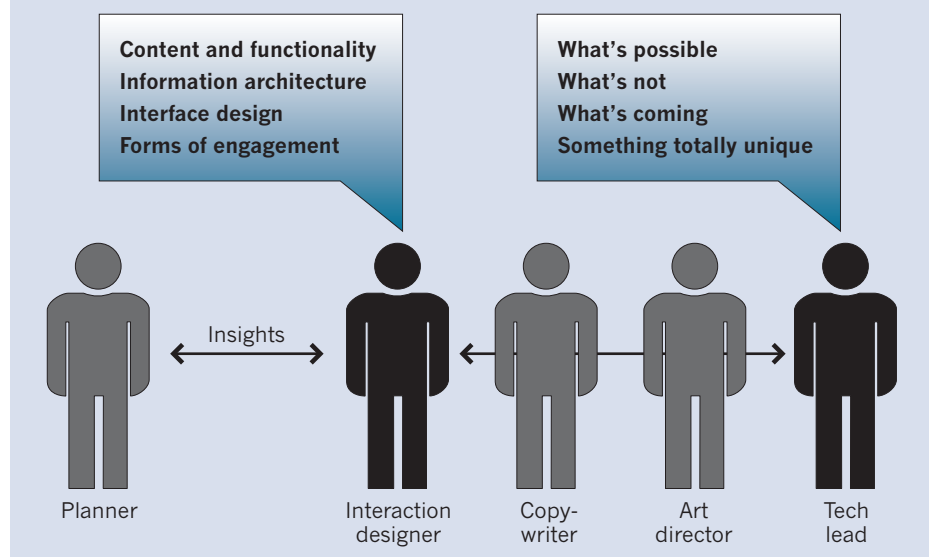 Content and functionality
Information architecture
Interface design
Forms of engagement
What's possible
What's not
What's coming
Something totally unique
Insights
Planner
Interaction
designer
Copy-
writer
Art
director
Tech
lead